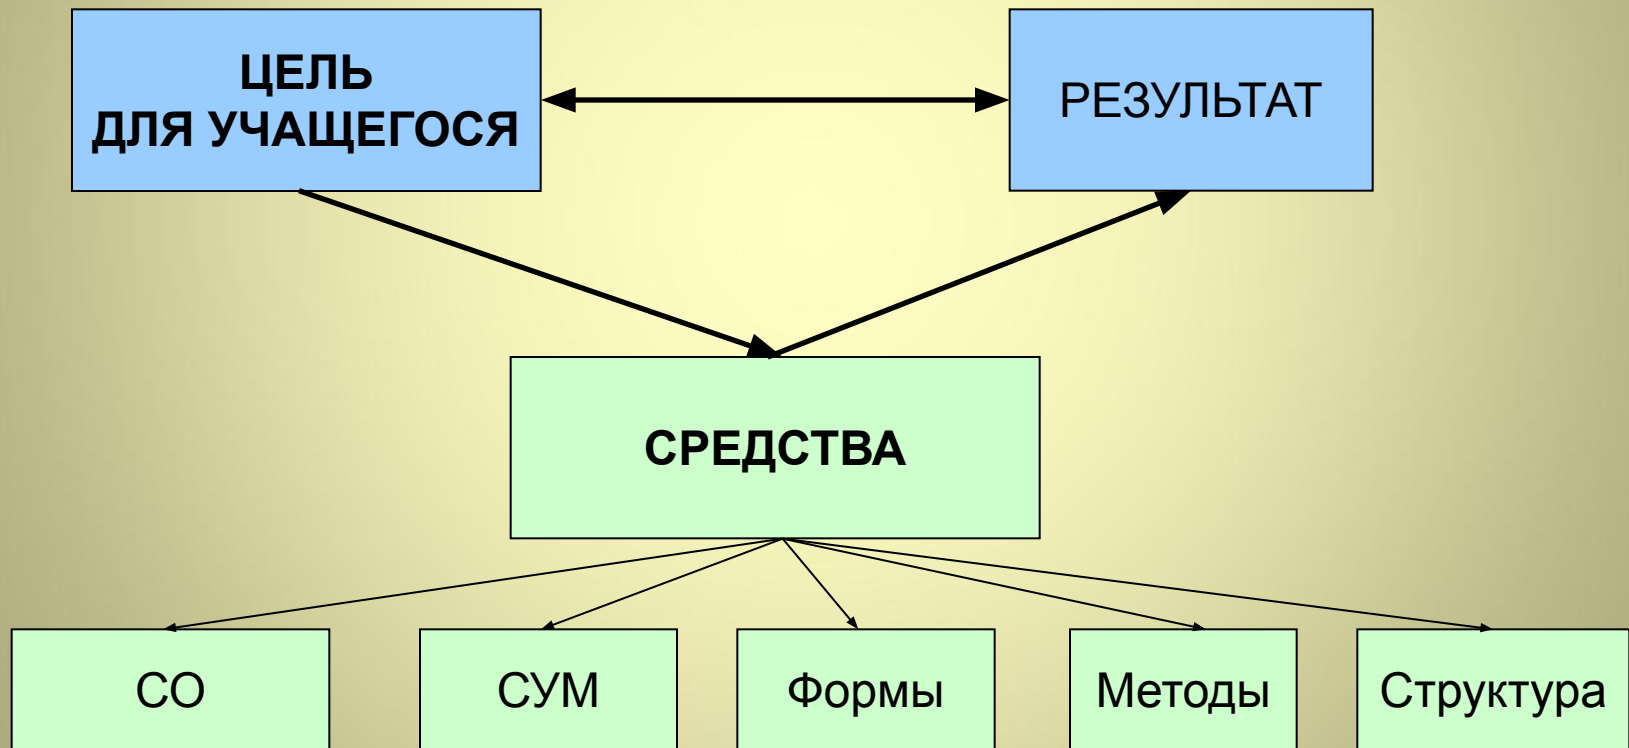 ЦЕЛЬ
ДЛЯ УЧАЩЕГОСЯ
РЕЗУЛЬТАТ
СРЕДСТВА
СО
СУМ
Формы
Методы
Структура